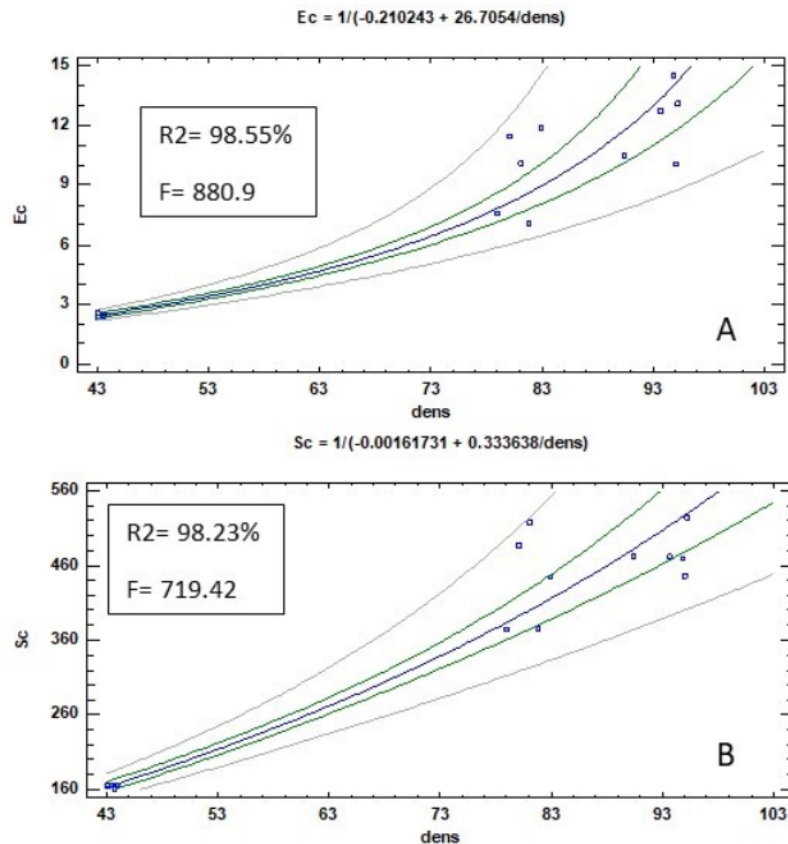 Ec = 1/(-0.210243 + 26.7054/dens)
15
12
9
6
3
0
Ec
R2= 98.55%
F= 880.9
A
43 53 63 73 83 93 103
dens
Sc = 1/(-0.00161731 + 0.333638/dens)
560
460
360
260
160
Sc
R2= 98.23%
F= 719.42
B
43 53 63 73 83 93 103
dens